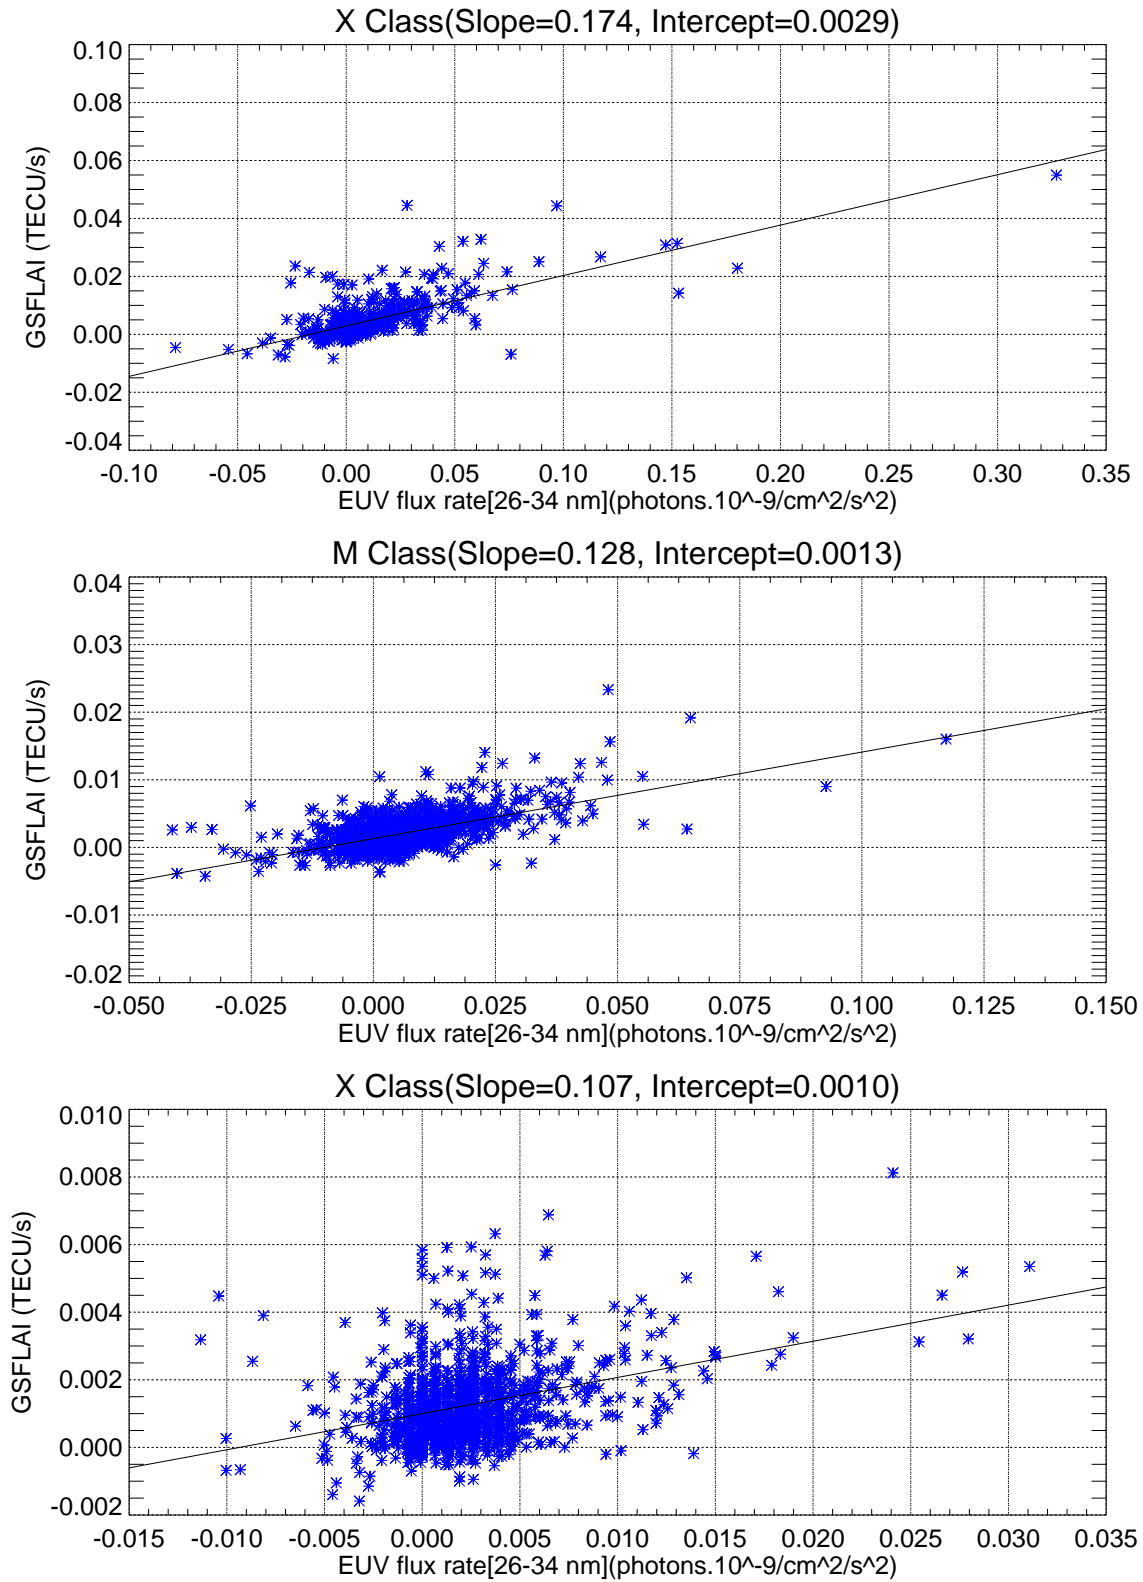 X Class(Slope=0.174, Intercept=0.0029)
0.10
0.08
0.06
0.04
0.02
0.00
-0.02
-0.04
GSFLAI (TECU/s)
-0.10 -0.05 0.00 0.05 0.10 0.15 0.20 0.25 0.30 0.35
EUV flux rate[26-34 nm](photons.10^-9/cm^2/s^2)
M Class(Slope=0.128, Intercept=0.0013)
0.04
0.03
0.02
0.01
0.00
-0.01
-0.02
GSFLAI (TECU/s)
-0.050 -0.025 0.000 0.025 0.050 0.075 0.100 0.125 0.150
EUV flux rate[26-34 nm](photons.10^-9/cm^2/s^2)
X Class(Slope=0.107, Intercept=0.0010)
0.010
0.008
0.006
0.004
0.002
0.000
-0.002
GSFLAI (TECU/s)
-0.015 -0.010 -0.005 0.000 0.005 0.010 0.015 0.020 0.025 0.030 0.035
EUV flux rate[26-34 nm](photons.10^-9/cm^2/s^2)